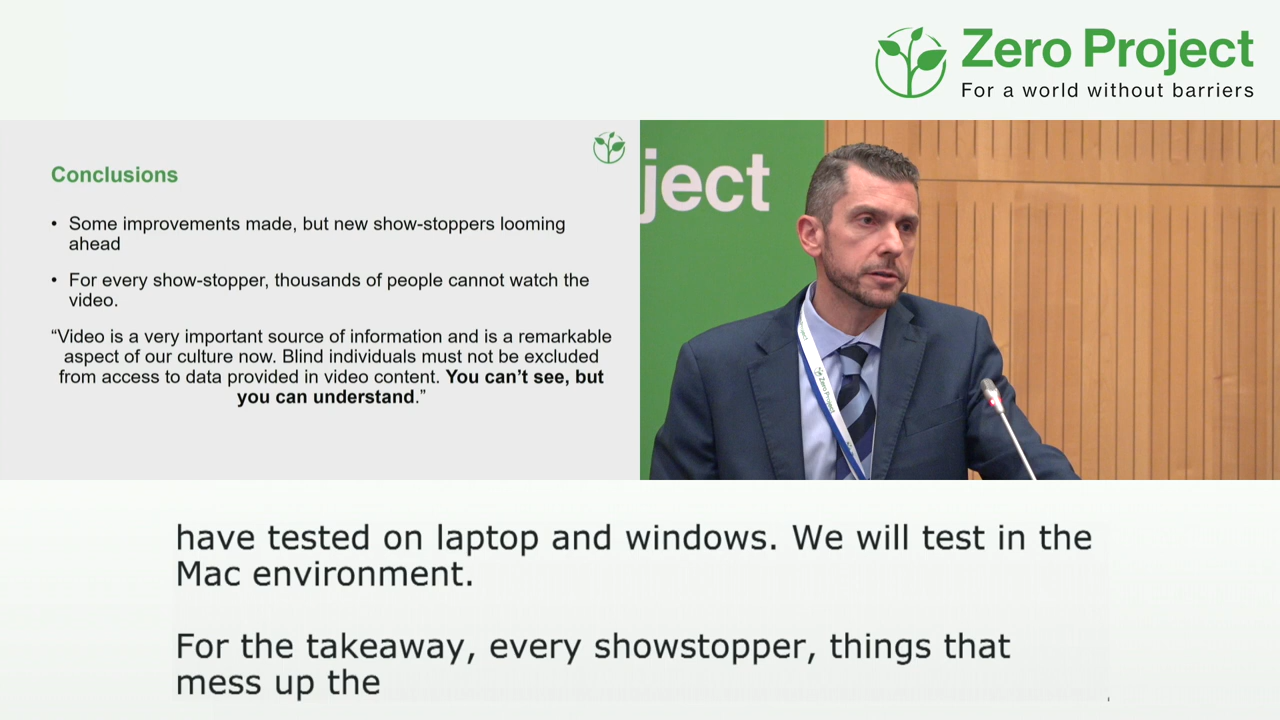 Zero Project
For a world without barriers
Conclusions
• Some improvements made, but new show-stoppers looming
ahead
• For every show-stopper, thousands of people cannot watch the
video.
“Video is a very important source of information and is a remarkable
aspect of our culture now. Blind individuals must not be excluded
from access to data provided in video content. You can’t see, but
you can understand.”
ject
Zero Project
have tested on laptop and windows. We will test in the
Mac environment.
For the takeaway, every showstopper, things that
mess up the